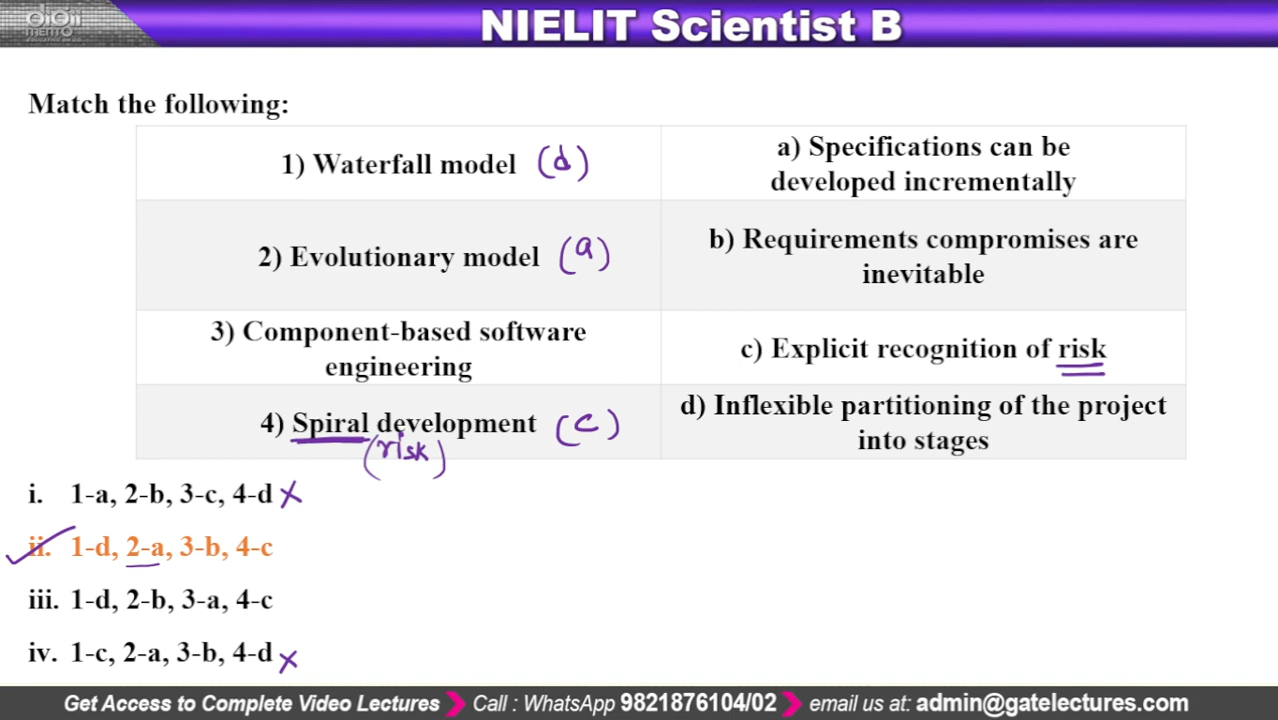 digii
MENTO
EDUCATION
NIELIT Scientist B
Match the following:
1) Waterfall model (d)
a) Specifications can be
developed incrementally
2) Evolutionary model (a)
b) Requirements compromises are
inevitable
3) Component-based software
engineering
c) Explicit recognition of risk
4) Spiral development (c)
(risk)
d) Inflexible partitioning of the project
into stages
i. 1-a, 2-b, 3-c, 4-d x
ii. 1-d, 2-a, 3-b, 4-c
iii. 1-d, 2-b, 3-a, 4-c
iv. 1-c, 2-a, 3-b, 4-d x
Get Access to Complete Video Lectures Call : WhatsApp 9821876104/02 email us at: admin@gatelectures.com